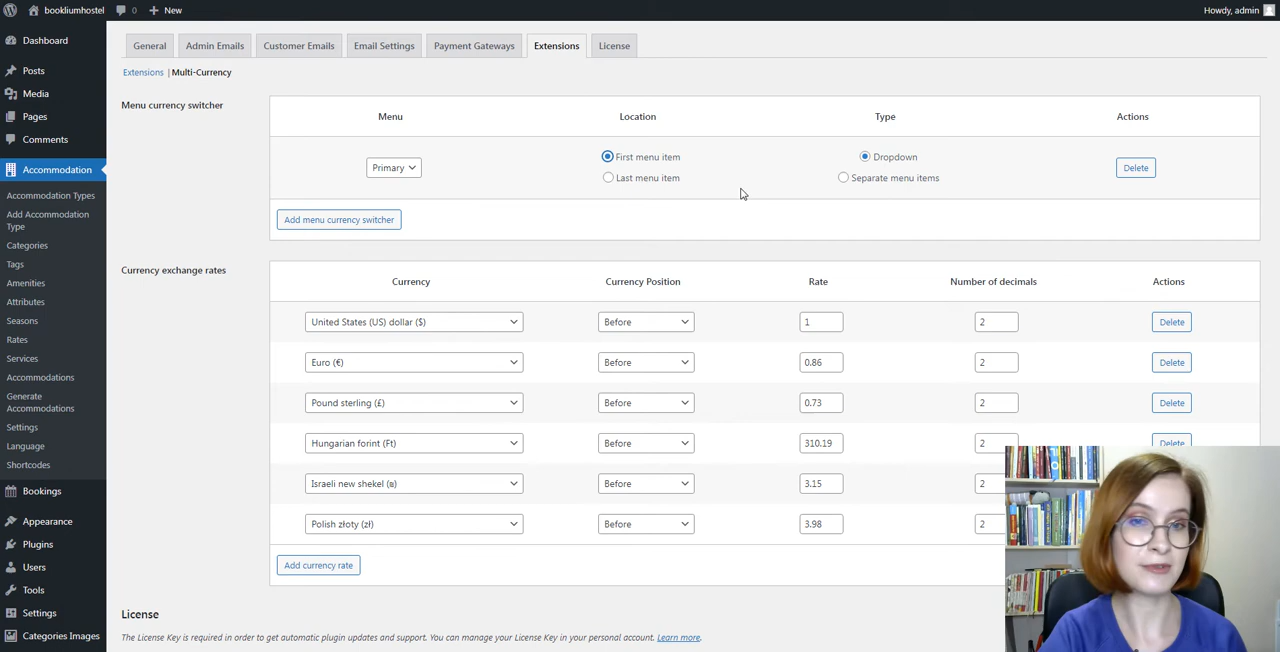 bookliumhostel 0 New Howdy, admin
Dashboard
Posts
Media
Pages
Comments
Accommodation
Accommodation Types
Add Accommodation
Type
Categories
Tags
Amenities
Attributes
Seasons
Rates
Services
Accommodations
Generate
Accommodations
Settings
Language
Shortcodes
Bookings
Appearance
Plugins
Users
Tools
Settings
Categories Images
General Admin Emails Customer Emails Email Settings Payment Gateways Extensions License
Extensions | Multi-Currency
Menu currency switcher
Menu Location Type Actions
Primary First menu item Dropdown Delete
Last menu item Separate menu items
Add menu currency switcher
Currency exchange rates
Currency Currency Position Rate Number of decimals Actions
United States (US) dollar ($) Before 1 2 Delete
Euro (€) Before 0.86 2 Delete
Pound sterling (£) Before 0.73 2 Delete
Hungarian forint (Ft) Before 310.19 2 Delete
Israeli new shekel (₪) Before 3.15 2
Polish złoty (zł) Before 3.98 2
Add currency rate
License
The License Key is required in order to get automatic plugin updates and support. You can manage your License Key in your personal account. Learn more.